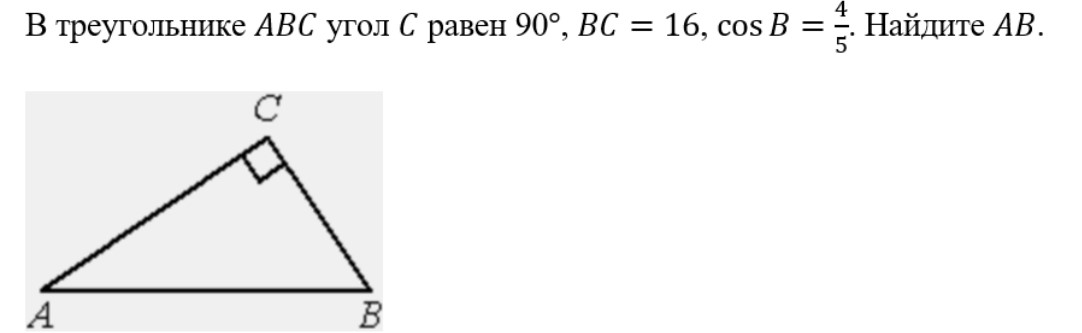 В треугольнике ABC угол C равен 90°, BC = 16, cos B = 4/5. Найдите AB.
C
A B